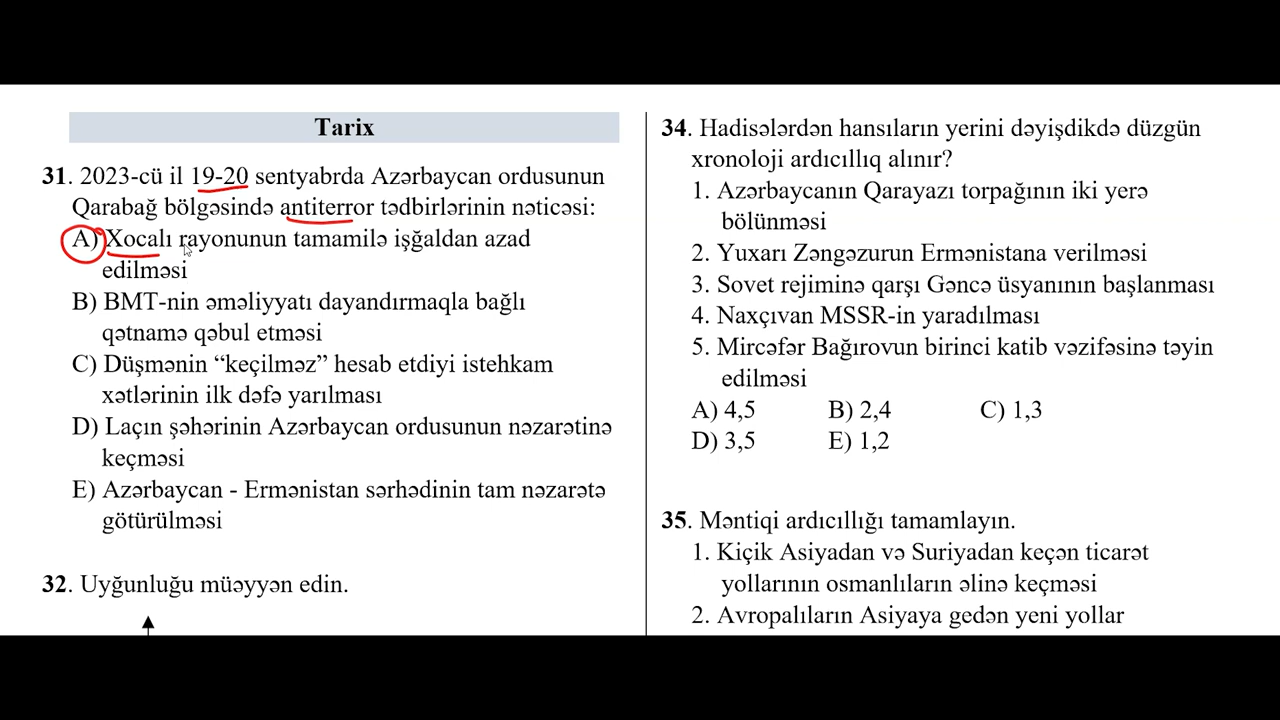 Tarix
31. 2023-cü il 19-20 sentyabrda Azərbaycan ordusunun
Qarabağ bölgəsində antiterror tədbirlərinin nəticəsi:
A) Xocalı rayonunun tamamilə işğaldan azad
edilməsi
B) BMT-nin əməliyyatı dayandırmaqla bağlı
qətnamə qəbul etməsi
C) Düşmənin “keçilməz” hesab etdiyi istehkam
xətlərinin ilk dəfə yarılması
D) Laçın şəhərinin Azərbaycan ordusunun nəzarətinə
keçməsi
E) Azərbaycan - Ermənistan sərhədinin tam nəzarətə
götürülməsi
32. Uyğunluğu müəyyən edin.
34. Hadisələrdən hansıların yerini dəyişdikdə düzgün
xronoloji ardıcıllıq alınır?
1. Azərbaycanın Qarayazı torpağının iki yerə
bölünməsi
2. Yuxarı Zəngəzurun Ermənistana verilməsi
3. Sovet rejiminə qarşı Gəncə üsyanının başlanması
4. Naxçıvan MSSR-in yaradılması
5. Mircəfər Bağırovun birinci katib vəzifəsinə təyin
edilməsi
A) 4,5 B) 2,4 C) 1,3
D) 3,5 E) 1,2
35. Məntiqi ardıcıllığı tamamlayın.
1. Kiçik Asiyadan və Suriyadan keçən ticarət
yollarının osmanlıların əlinə keçməsi
2. Avropalıların Asiyaya gedən yeni yollar